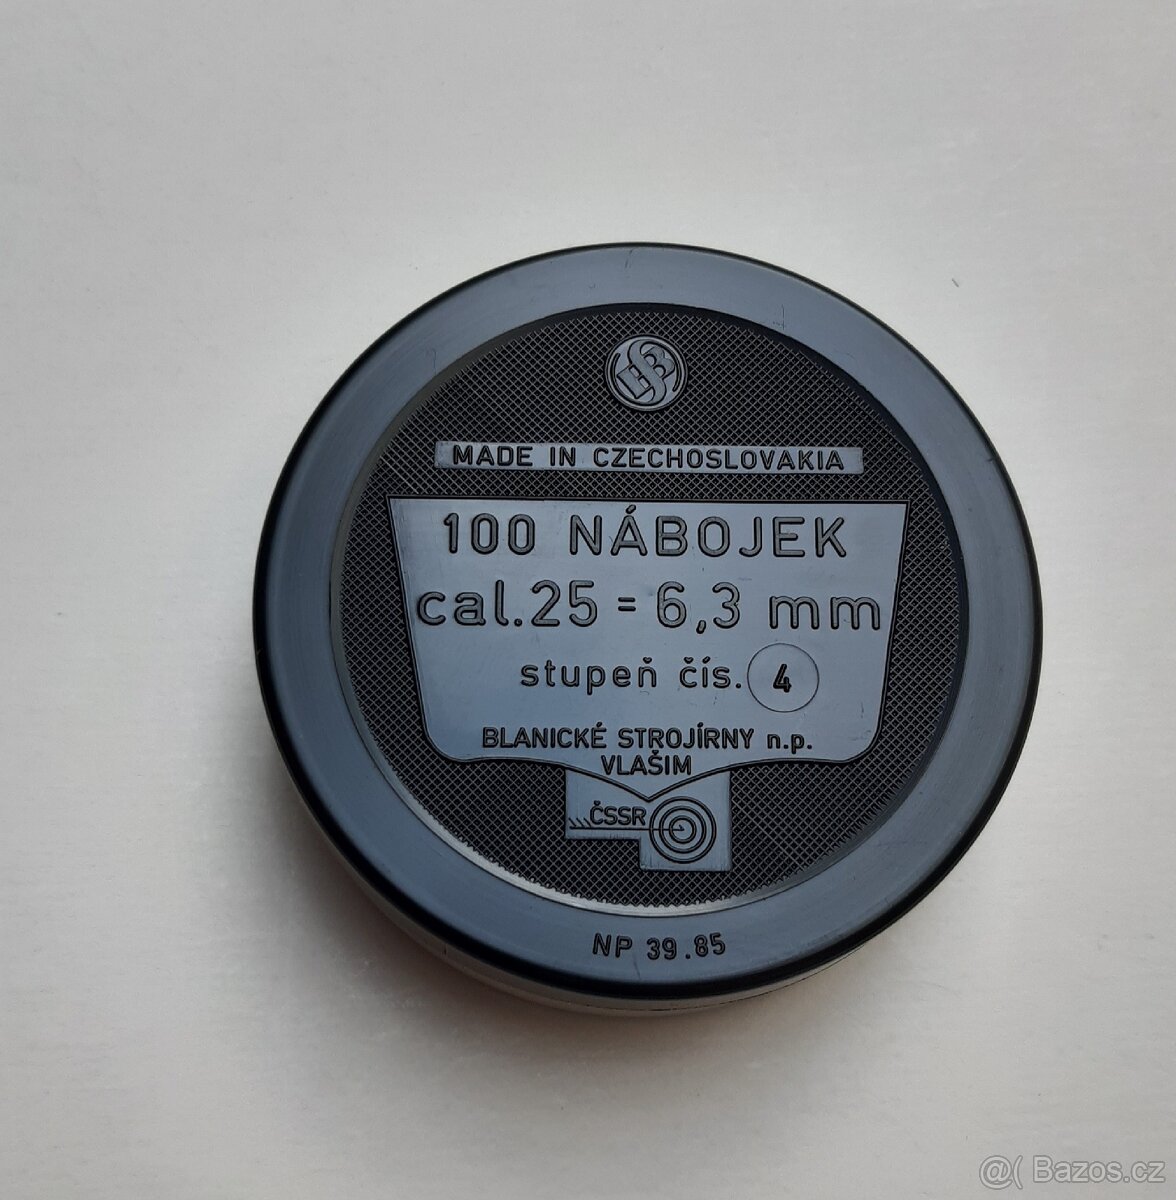 MADE IN CZECHOSLOVAKIA
100 NÁBOJEK
cal.25 = 6,3 mm
stupeň čís. 4
BLANICKÉ STROJÍRNY n.p.
VLAŠIM
ČSSR
NP 39.85
@( Bazos.cz